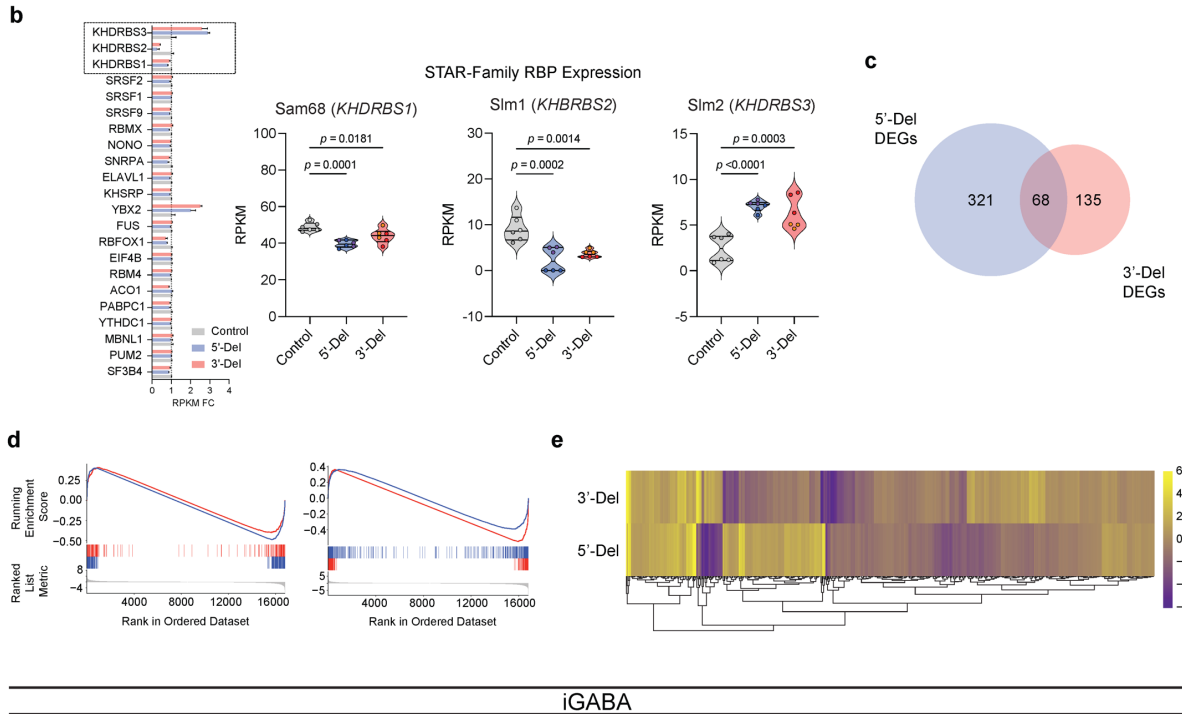 b
KHDRBS3
KHDRBS2
KHDRBS1
SRSF2
SRSF1
SRSF9
RBMX
NONO
SNRPA
ELAVL1
KHSRP
YBX2
FUS
RBFOX1
EIF4B
RBM4
ACO1
PABPC1
YTHDC1
MBNL1
PUM2
SF3B4
0 1 2 3 4
RPKM FC
Control
5'-Del
3'-Del
STAR-Family RBP Expression
Sam68 (KHDRBS1)
100
80
60
40
20
0
RPKM
p = 0.0181
p = 0.0001
Control
5'-Del
3'-Del
Slm1 (KHBRBS2)
30
20
10
0
-10
RPKM
p = 0.0014
p = 0.0002
Control
5'-Del
3'-Del
Slm2 (KHDRBS3)
15
10
5
0
-5
RPKM
p = 0.0003
p <0.0001
Control
5'-Del
3'-Del
c
5'-Del
DEGs
321
68
135
3'-Del
DEGs
d
Running
Enrichment
Score
0.25
0.00
−0.25
−0.50
Ranked
List
Metric
8
−4
4000 8000 12000 16000
Rank in Ordered Dataset
0.4
0.2
0.0
−0.2
−0.4
5
−5
4000 8000 12000 16000
Rank in Ordered Dataset
e
3'-Del
5'-Del
6
4
2
0
iGABA